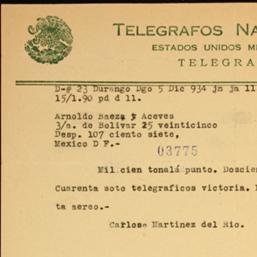 TELEGRAFOS NA
ESTADOS UNIDOS M
TELEGRA
D-# 23 Durango Dgo 5 Dic 934 jn ja 11
15/1.90 pd d 11.
Arnoldo Baeza y Aceves
3/a. de Bolivar 25 veinticinco
Desp. 107 ciento siete,
Mexico D F.-
03775
Mil cien tonalá punto. Doscie
Cuarenta soto telegraficos victoria.
ta aereo.-
Carlose Martinez del Rio.